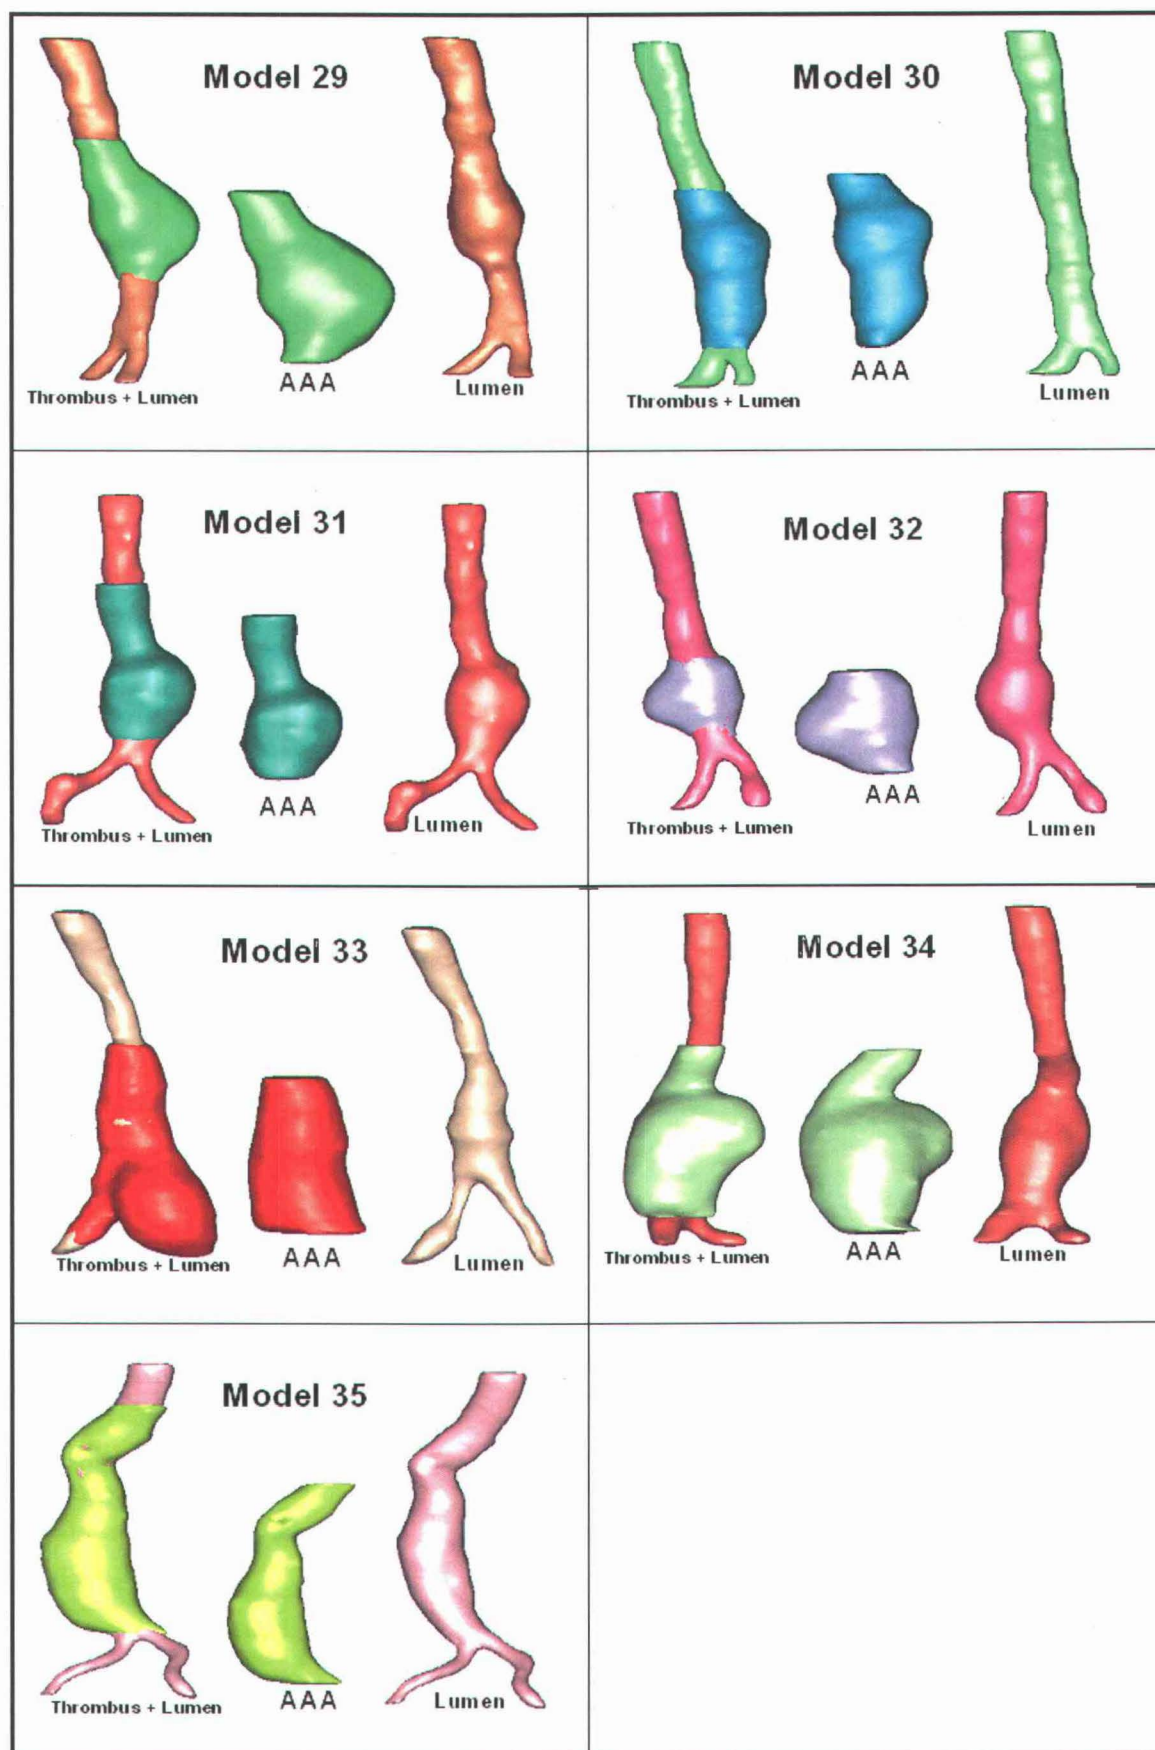 Model 29
Thrombus + Lumen
AAA
Lumen
Model 30
Thrombus + Lumen
AAA
Lumen
Model 31
Thrombus + Lumen
AAA
Lumen
Model 32
Thrombus + Lumen
AAA
Lumen
Model 33
Thrombus + Lumen
AAA
Lumen
Model 34
Thrombus + Lumen
AAA
Lumen
Model 35
Thrombus + Lumen
AAA
Lumen